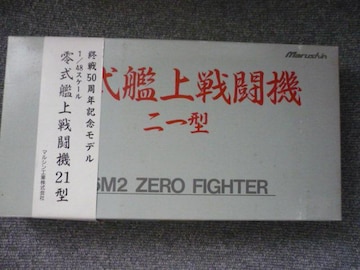 終戦50周年記念モデル
1/48スケール
零式艦上戦闘機21型
マルシン工業株式会社
Marushin
式艦上戦闘機
二一型
6M2 ZERO FIGHTER